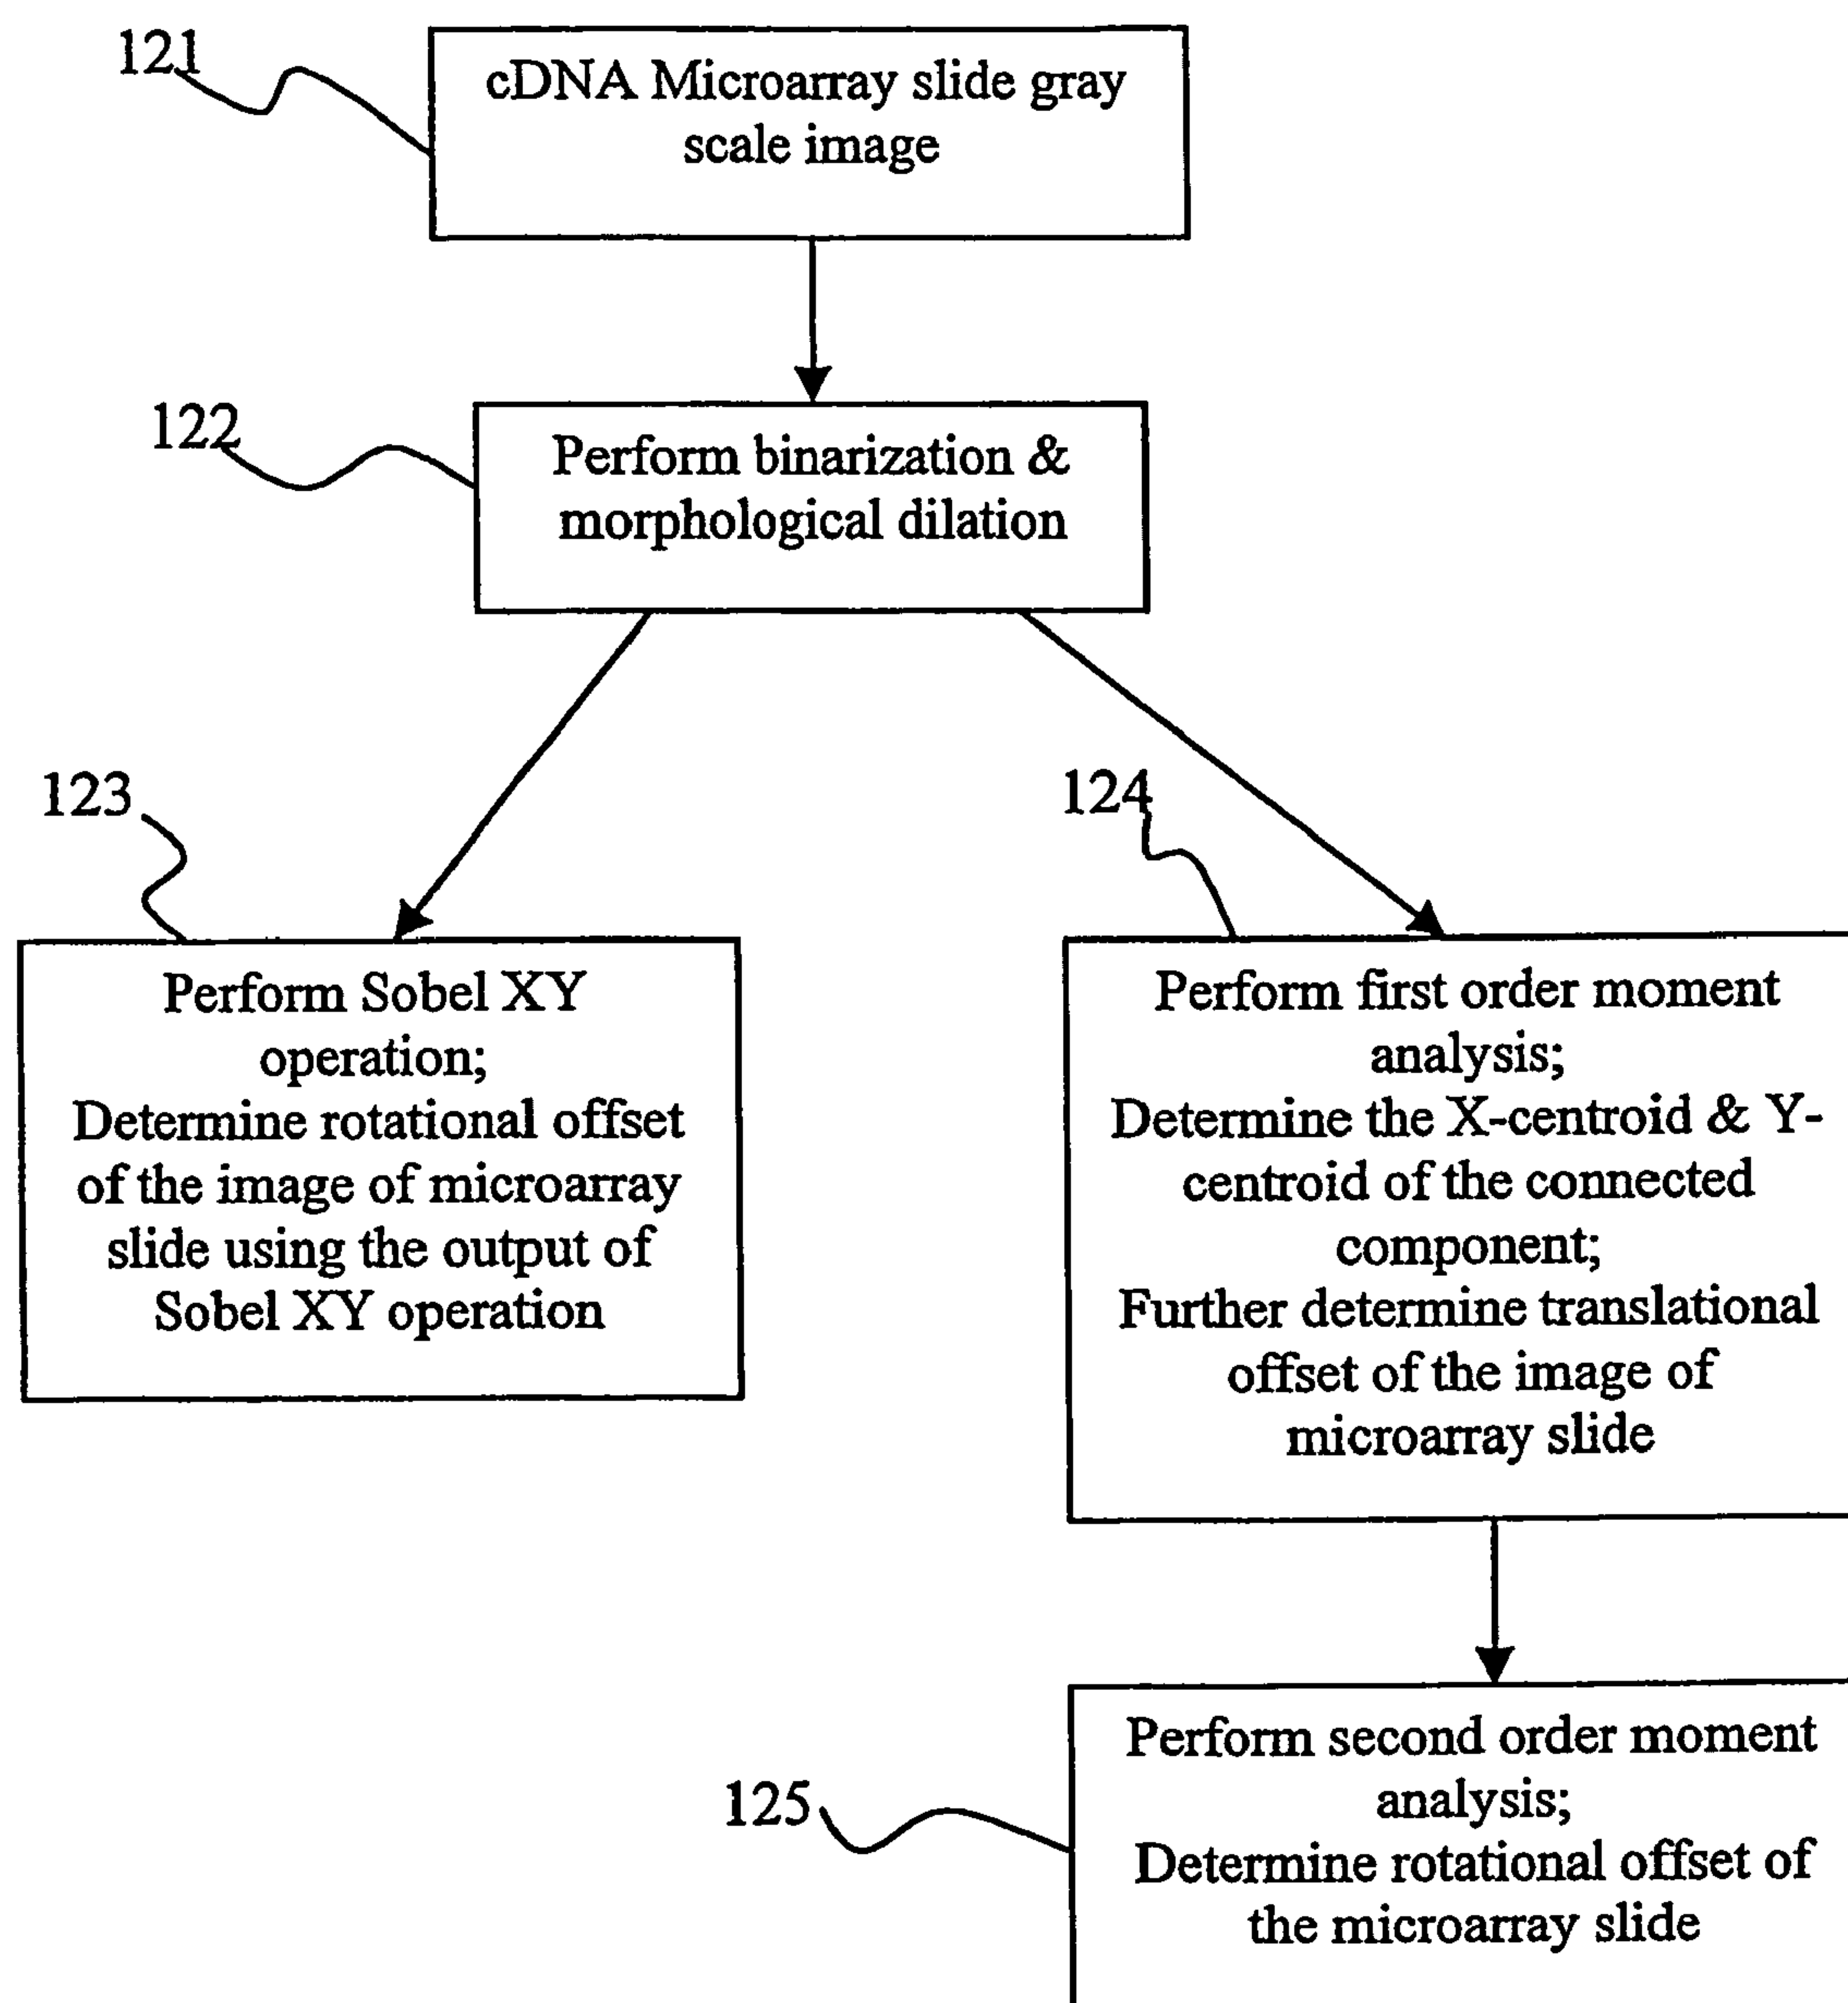 121
cDNA Microarray slide gray
scale image
122
Perform binarization &
morphological dilation
123
Perform Sobel XY
operation;
Determine rotational offset
of the image of microarray
slide using the output of
Sobel XY operation
124
Perform first order moment
analysis;
Determine the X-centroid & Y-
centroid of the connected
component;
Further determine translational
offset of the image of
microarray slide
125
Perform second order moment
analysis;
Determine rotational offset of
the microarray slide